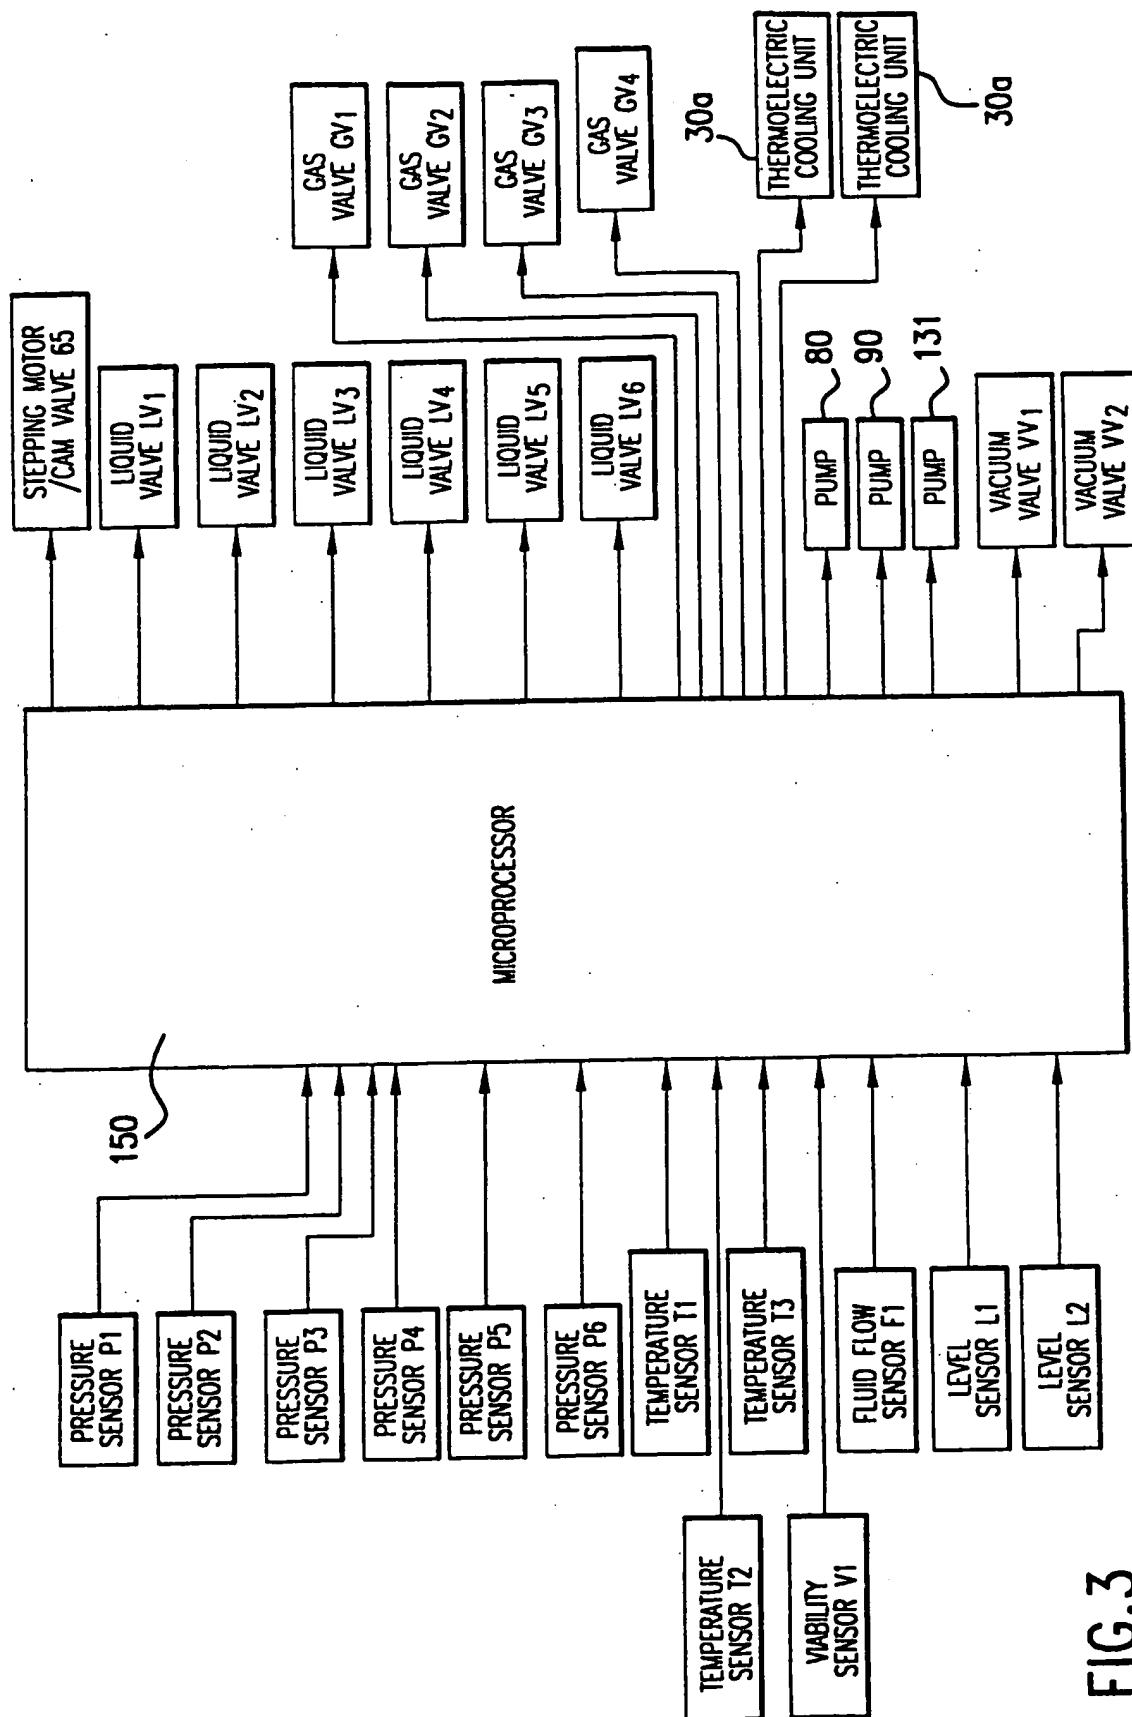 STEPPING MOTOR
/CAM VALVE 65
LIQUID
VALVE LV1
LIQUID
VALVE LV2
LIQUID
VALVE LV3
LIQUID
VALVE LV4
LIQUID
VALVE LV5
LIQUID
VALVE LV6
GAS
VALVE GV1
GAS
VALVE GV2
GAS
VALVE GV3
GAS
VALVE GV4
30a
THERMOELECTRIC
COOLING UNIT
THERMOELECTRIC
COOLING UNIT
30a
PUMP
80
PUMP
90
PUMP
131
VACUUM
VALVE VV1
VACUUM
VALVE VV2
MICROPROCESSOR
150
PRESSURE
SENSOR P1
PRESSURE
SENSOR P2
PRESSURE
SENSOR P3
PRESSURE
SENSOR P4
PRESSURE
SENSOR P5
PRESSURE
SENSOR P6
TEMPERATURE
SENSOR T1
TEMPERATURE
SENSOR T3
FLUID FLOW
SENSOR F1
LEVEL
SENSOR L1
LEVEL
SENSOR L2
TEMPERATURE
SENSOR T2
VIABILITY
SENSOR V1
FIG.3